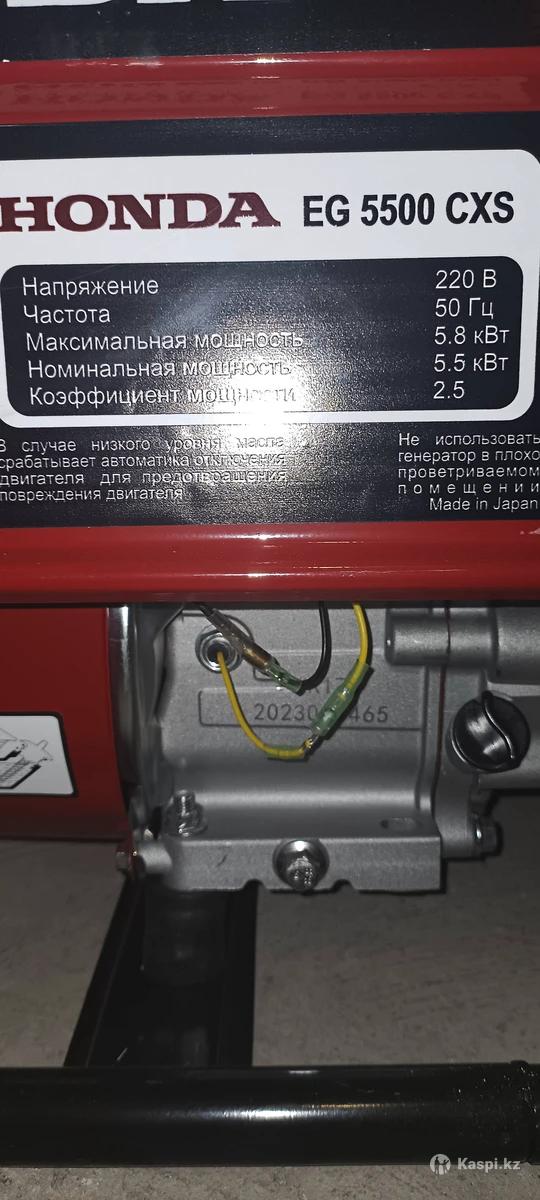 HONDA EG 5500 CXS
Напряжение 220 В
Частота 50 Гц
Максимальная мощность 5.8 кВт
Номинальная мощность 5.5 кВт
Коэффициент мощности 2.5
В случае низкого уровня масла
срабатывает автоматика отключения
двигателя для предотвращения
повреждения двигателя
Не использовать
генератор в плохо
проветриваемом
помещении
Made in Japan
Kaspi.kz